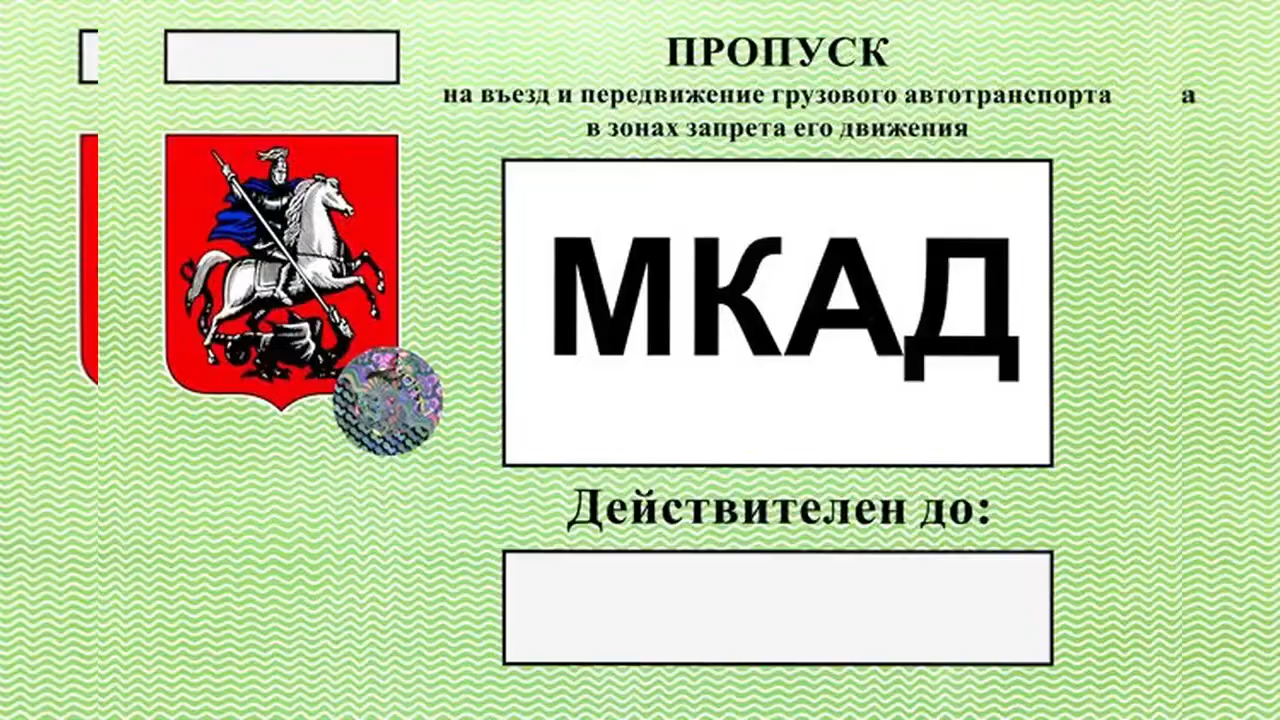 ПРОПУСК
на въезд и передвижение грузового автотранспорта а
в зонах запрета его движения
МКАД
Действителен до: